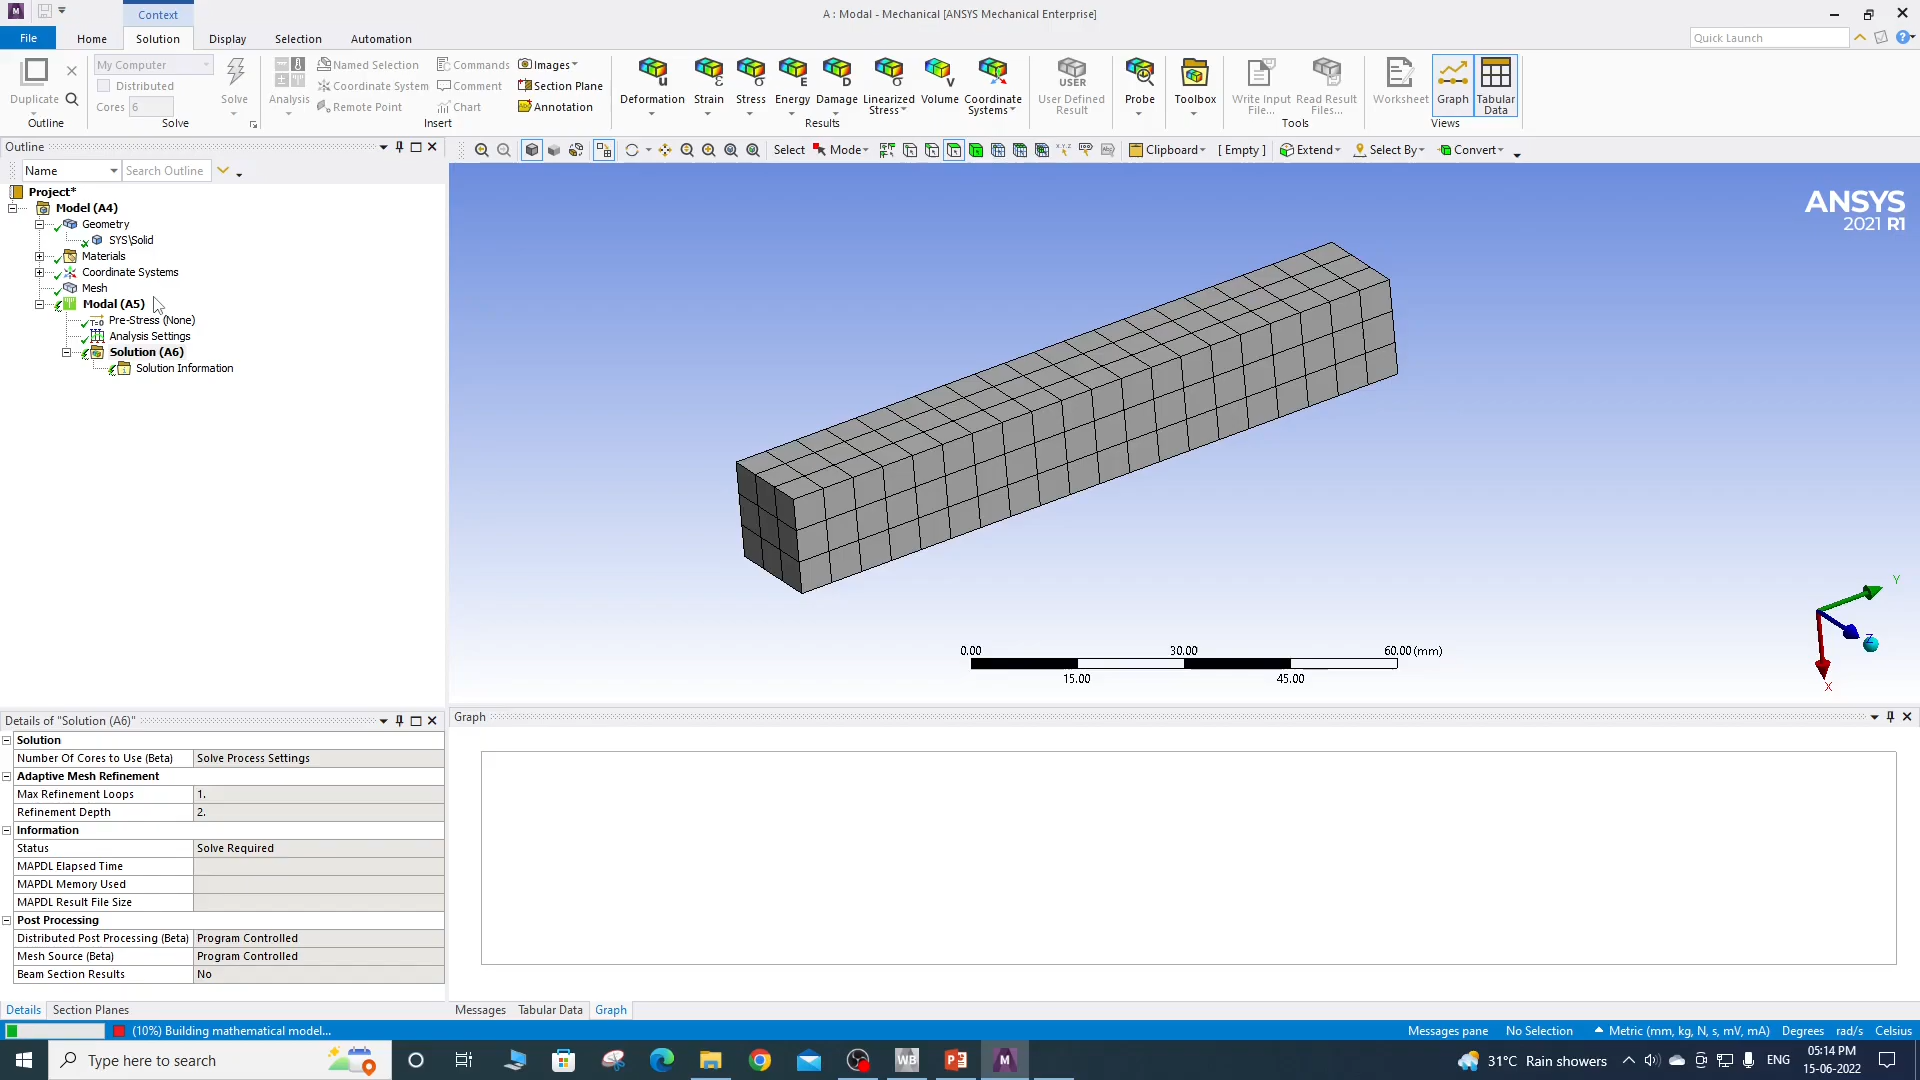 Context
A : Modal - Mechanical [ANSYS Mechanical Enterprise]
File Home Solution Display Selection Automation
Quick Launch
Duplicate
Outline
My Computer
Distributed
Cores 6
Solve
Solve
Analysis
Named Selection
Coordinate System
Remote Point
Commands
Comment
Chart
Images
Section Plane
Annotation
Insert
Deformation Strain Stress Energy Damage Linearized Stress Volume Coordinate Systems
Results
User Defined Result
Probe
Toolbox
Write Input File... Read Result Files...
Tools
Worksheet Graph Tabular Data
Views
Outline
Name Search Outline
Select Mode Clipboard [ Empty ] Extend Select By Convert
Project*
Model (A4)
Geometry
SYS\Solid
Materials
Coordinate Systems
Mesh
Modal (A5)
Pre-Stress (None)
Analysis Settings
Solution (A6)
Solution Information
ANSYS
2021 R1
0.00 30.00 60.00 (mm)
15.00 45.00
Y
Z
X
Details of "Solution (A6)"
Solution
Number Of Cores to Use (Beta) Solve Process Settings
Adaptive Mesh Refinement
Max Refinement Loops 1.
Refinement Depth 2.
Information
Status Solve Required
MAPDL Elapsed Time
MAPDL Memory Used
MAPDL Result File Size
Post Processing
Distributed Post Processing (Beta) Program Controlled
Mesh Source (Beta) Program Controlled
Beam Section Results No
Details Section Planes
Graph
Messages Tabular Data Graph
(10%) Building mathematical model...
Messages pane No Selection Metric (mm, kg, N, s, mV, mA) Degrees rad/s Celsius
Type here to search
31°C Rain showers
ENG
05:14 PM
15-06-2022